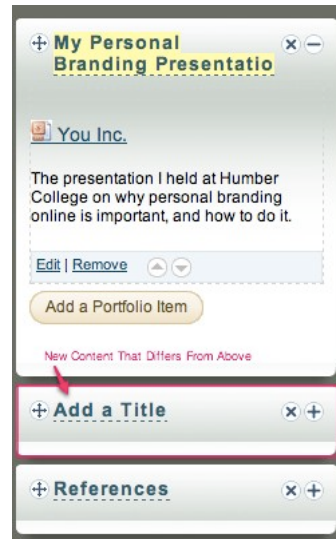 My Personal
Branding Presentatio
You Inc.
The presentation I held at Humber
College on why personal branding
online is important, and how to do it.
Edit | Remove
Add a Portfolio Item
New Content That Differs From Above
Add a Title
References